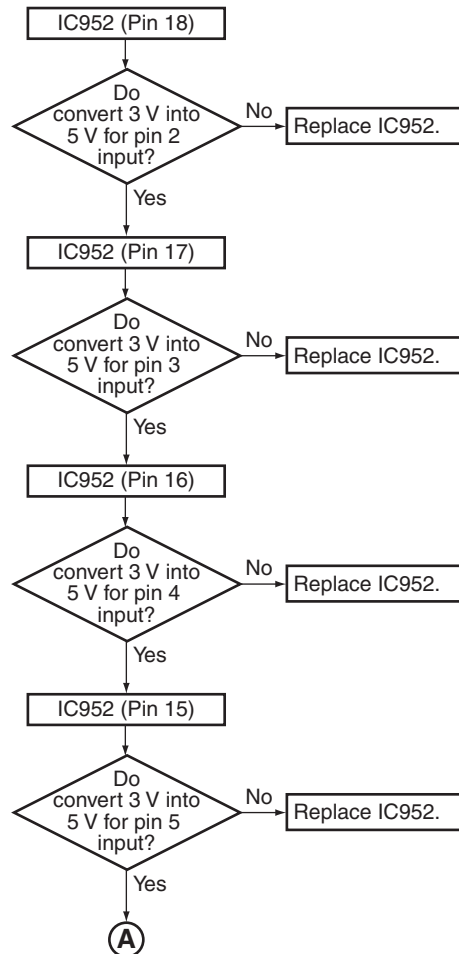 IC952 (Pin 18)
Do
convert 3 V into
5 V for pin 2
input?
No
Replace IC952.
Yes
IC952 (Pin 17)
Do
convert 3 V into
5 V for pin 3
input?
No
Replace IC952.
Yes
IC952 (Pin 16)
Do
convert 3 V into
5 V for pin 4
input?
No
Replace IC952.
Yes
IC952 (Pin 15)
Do
convert 3 V into
5 V for pin 5
input?
No
Replace IC952.
Yes
A